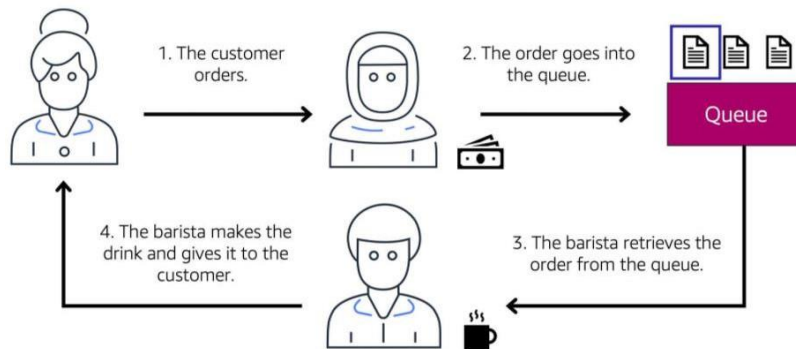 1. The customer
orders.
2. The order goes into
the queue.
Queue
3. The barista retrieves the
order from the queue.
4. The barista makes the
drink and gives it to the
customer.